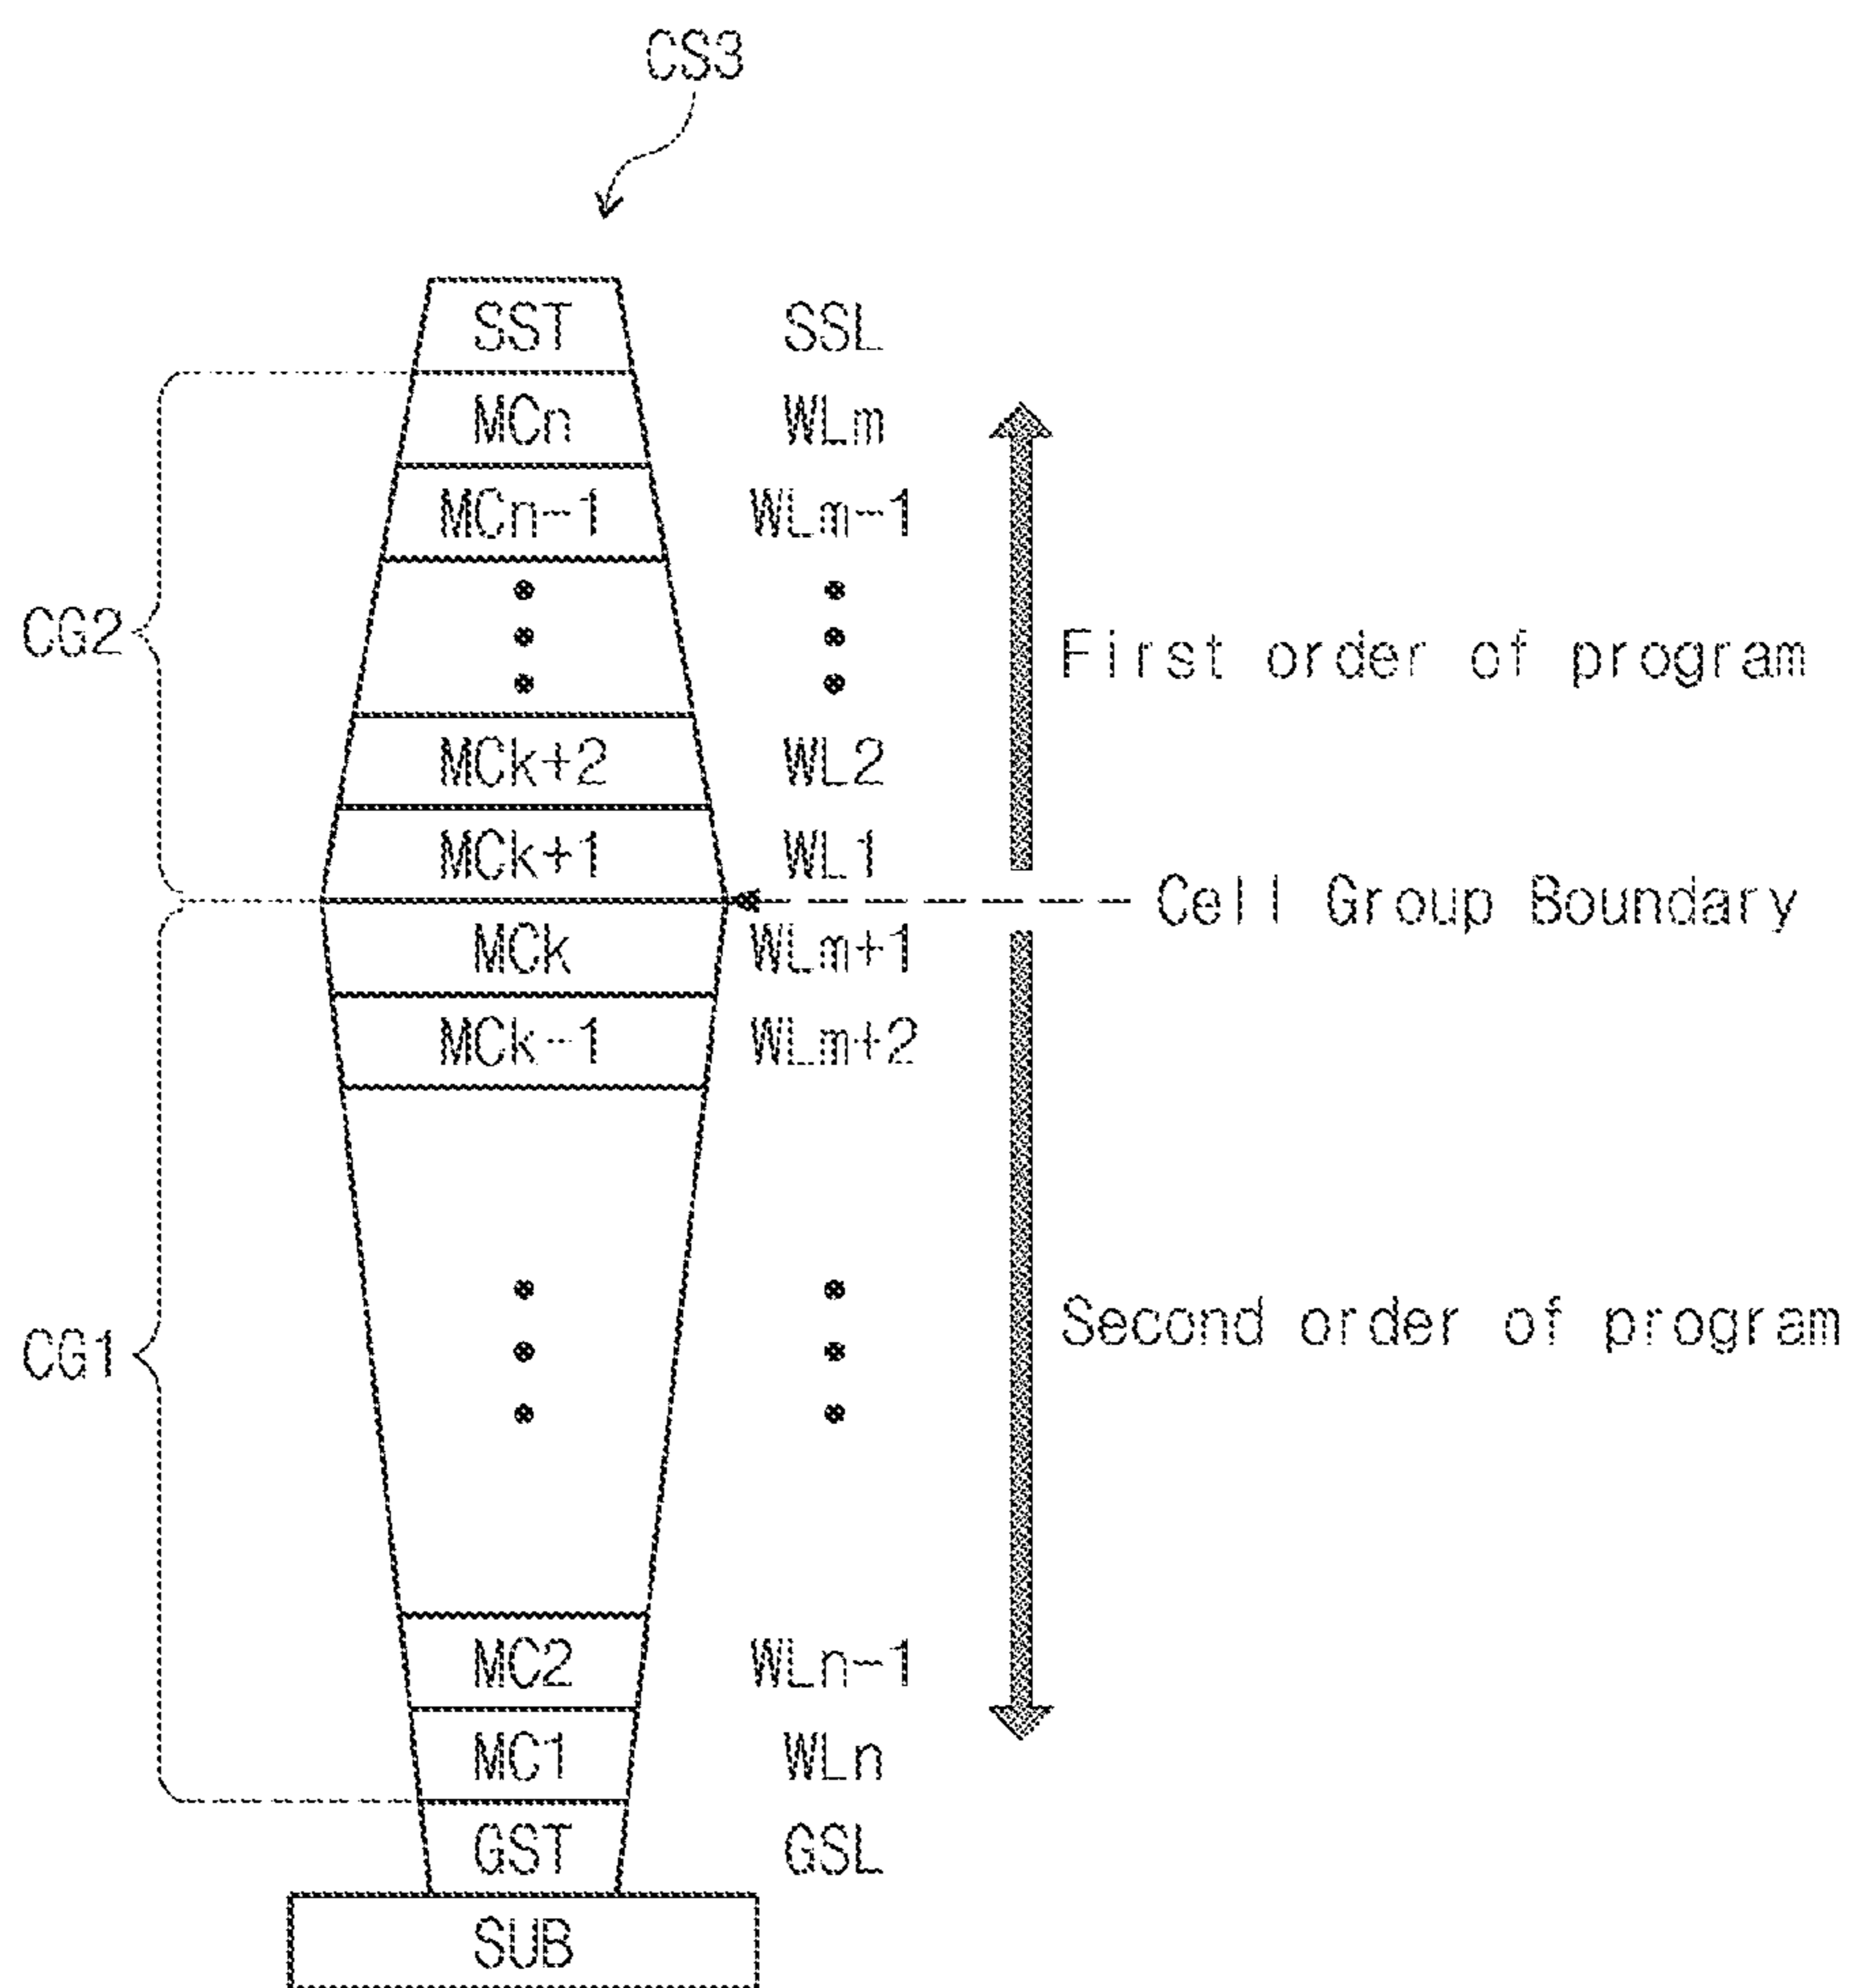 CS3
SST SSL
MCn WLm
MCn-1 WLm-1
CG2
First order of program
MCk+2 WL2
MCk+1 WL1
Cell Group Boundary
MCk WLm+1
MCk-1 WLm+2
CG1
Second order of program
MC2 WLn-1
MC1 WLn
GST GSL
SUB